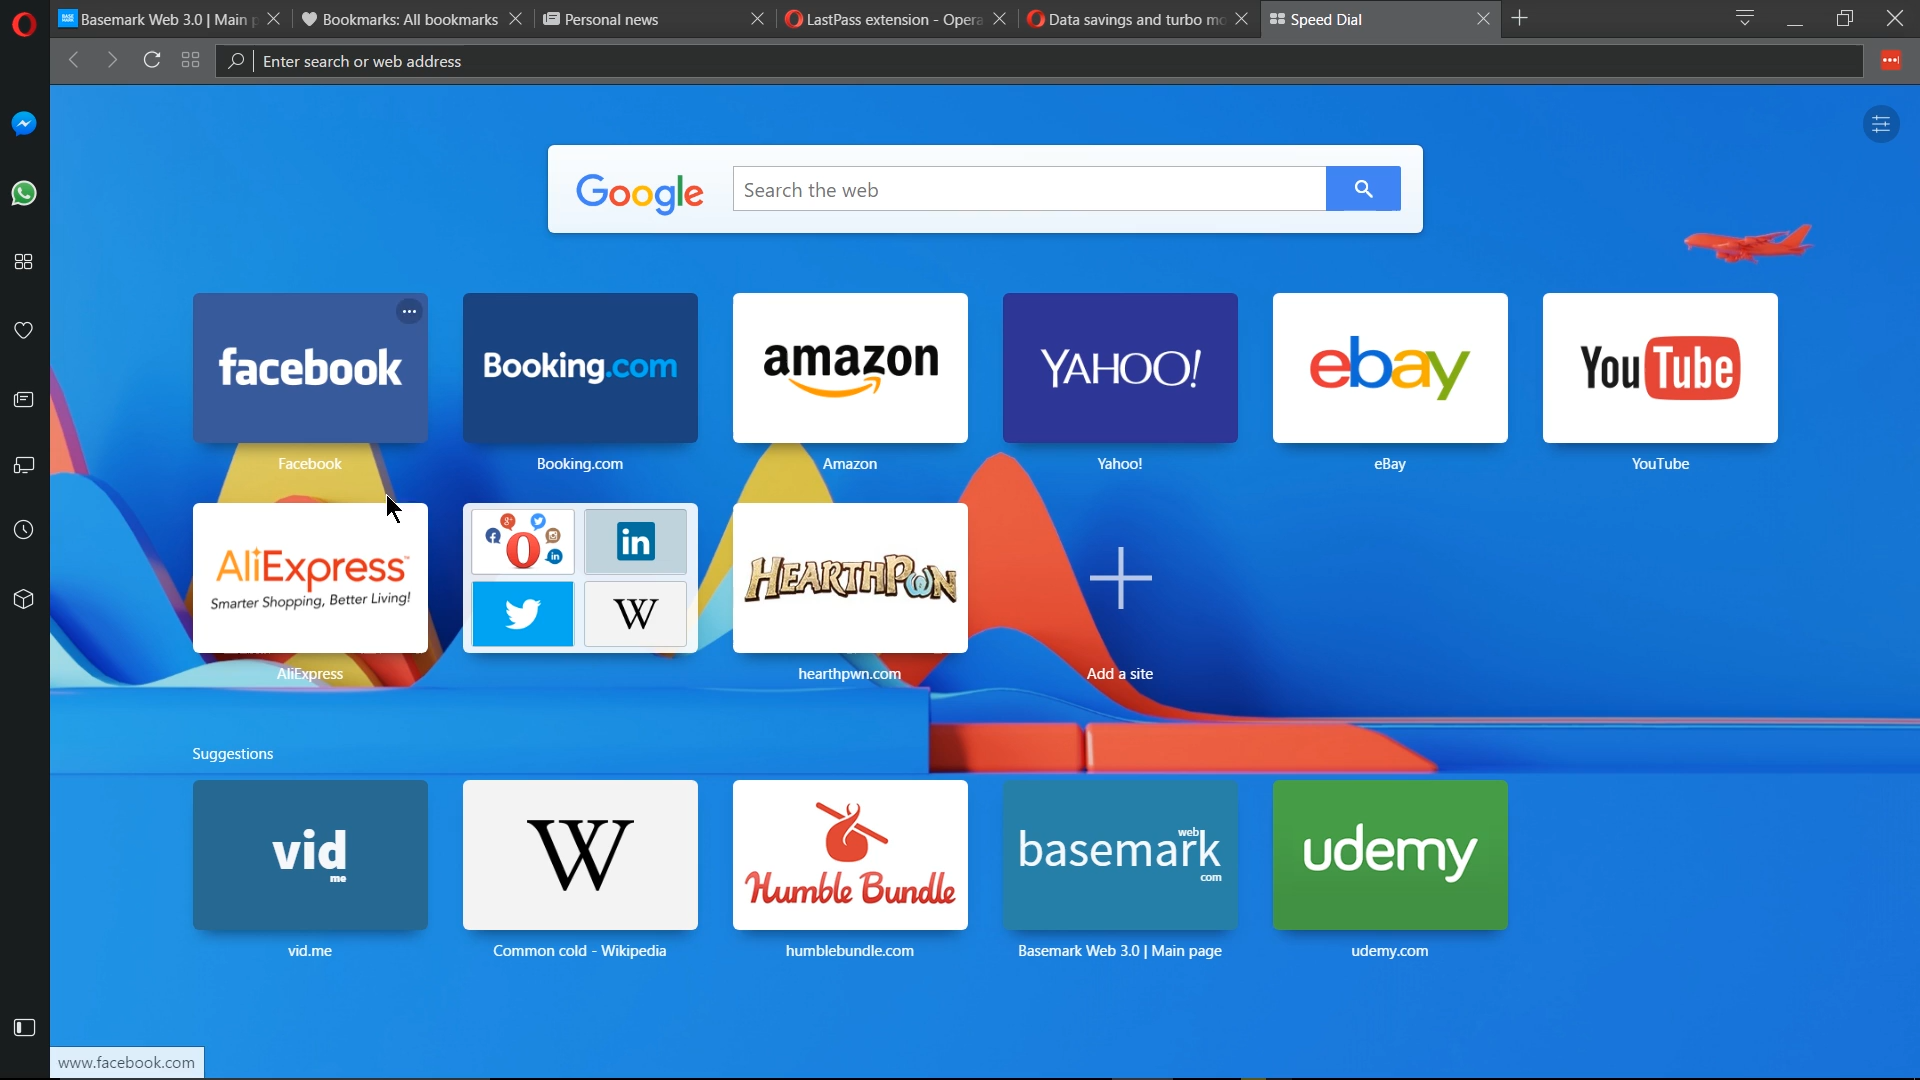 Basemark Web 3.0 | Main p
Bookmarks: All bookmarks
Personal news
LastPass extension - Opera
Data savings and turbo mo
Speed Dial
Enter search or web address
Google
Search the web
facebook
Booking.com
amazon
YAHOO!
ebay
YouTube
Facebook
Booking.com
Amazon
Yahoo!
eBay
YouTube
AliExpress
Smarter Shopping, Better Living!
in
W
HEARTHPWN
AliExpress
hearthpwn.com
Add a site
Suggestions
vid
me
W
Humble Bundle
basemark
web
com
udemy
vid.me
Common cold - Wikipedia
humblebundle.com
Basemark Web 3.0 | Main page
udemy.com
www.facebook.com